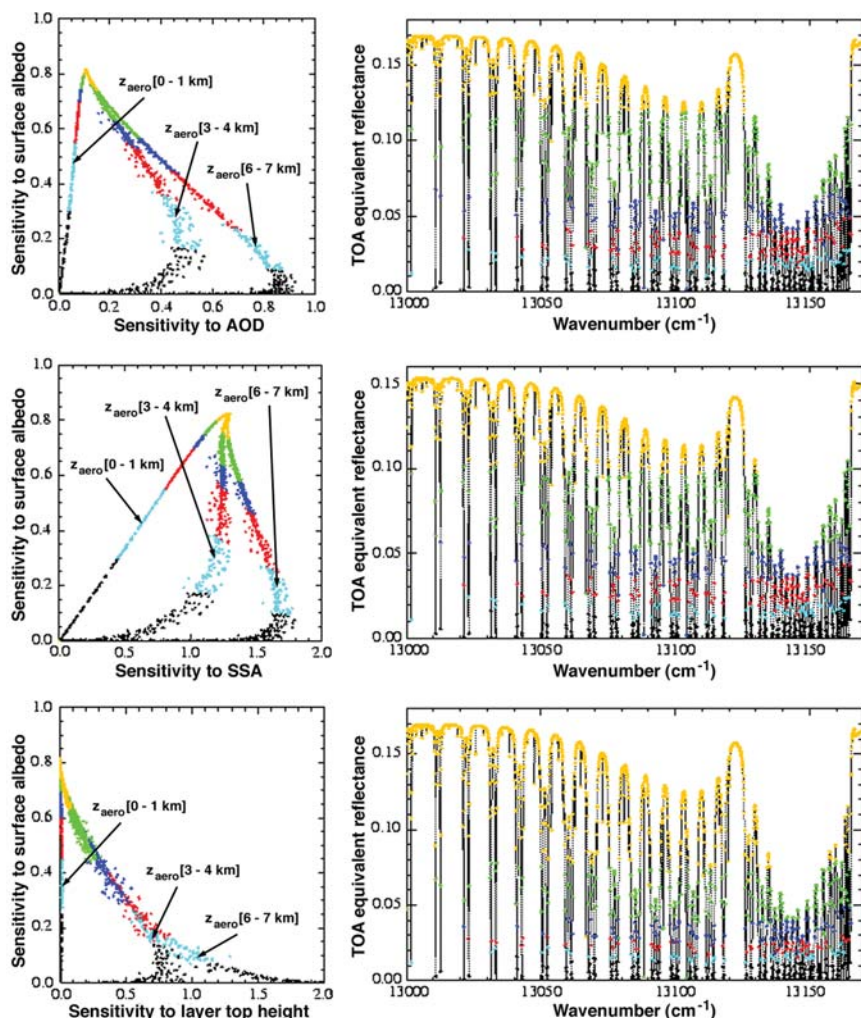 Sensitivity to surface albedo
1.0
0.8
0.6
0.4
0.2
0.0
z_aero[0 - 1 km]
z_aero[3 - 4 km]
z_aero[6 - 7 km]
0.0 0.2 0.4 0.6 0.8 1.0
Sensitivity to AOD
TOA equivalent reflectance
0.15
0.10
0.05
0.00
13000 13050 13100 13150
Wavenumber (cm⁻¹)
Sensitivity to surface albedo
1.0
0.8
0.6
0.4
0.2
0.0
z_aero[6 - 7 km]
z_aero[3 - 4 km]
z_aero[0 - 1 km]
0.0 0.5 1.0 1.5 2.0
Sensitivity to SSA
TOA equivalent reflectance
0.15
0.10
0.05
0.00
13000 13050 13100 13150
Wavenumber (cm⁻¹)
Sensitivity to surface albedo
1.0
0.8
0.6
0.4
0.2
0.0
z_aero[0 - 1 km]
z_aero[3 - 4 km]
z_aero[6 - 7 km]
0.0 0.5 1.0 1.5 2.0
Sensitivity to layer top height
TOA equivalent reflectance
0.15
0.10
0.05
0.00
13000 13050 13100 13150
Wavenumber (cm⁻¹)